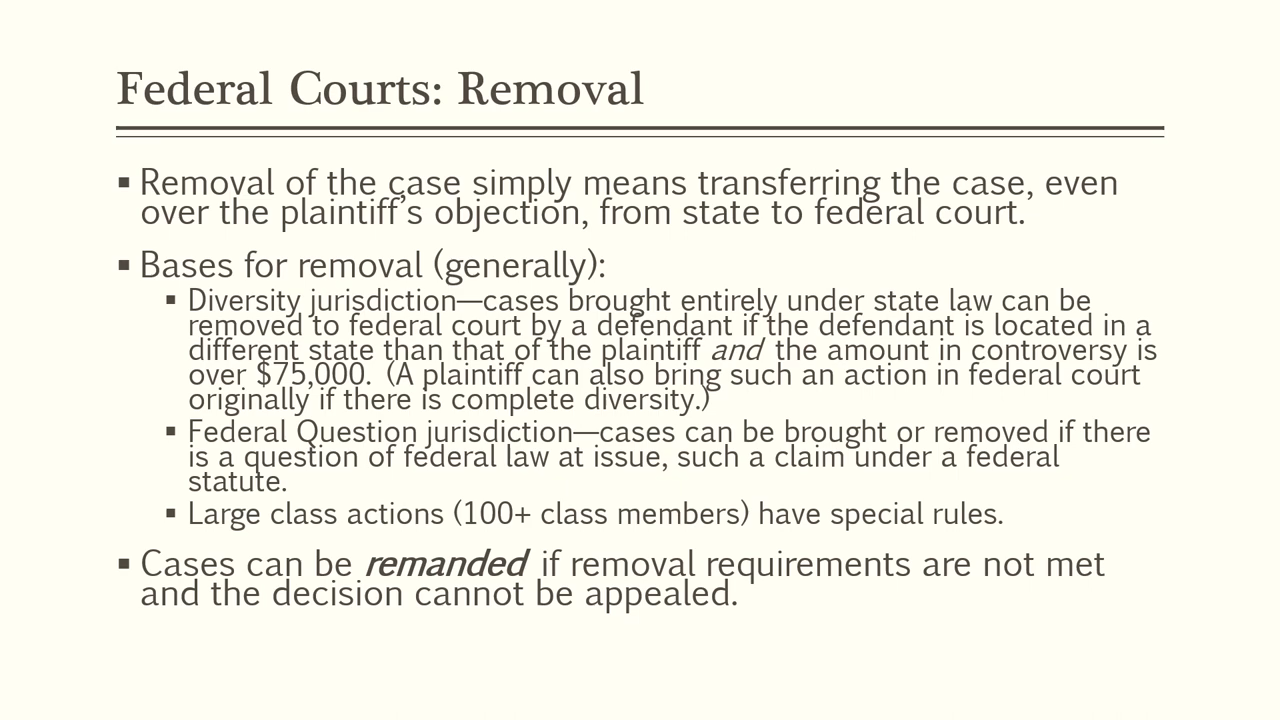 Federal Courts: Removal
▪ Removal of the case simply means transferring the case, even
over the plaintiff’s objection, from state to federal court.
▪ Bases for removal (generally):
▪ Diversity jurisdiction—cases brought entirely under state law can be
removed to federal court by a defendant if the defendant is located in a
different state than that of the plaintiff and the amount in controversy is
over $75,000. (A plaintiff can also bring such an action in federal court
originally if there is complete diversity.)
▪ Federal Question jurisdiction—cases can be brought or removed if there
is a question of federal law at issue, such a claim under a federal
statute.
▪ Large class actions (100+ class members) have special rules.
▪ Cases can be remanded if removal requirements are not met
and the decision cannot be appealed.